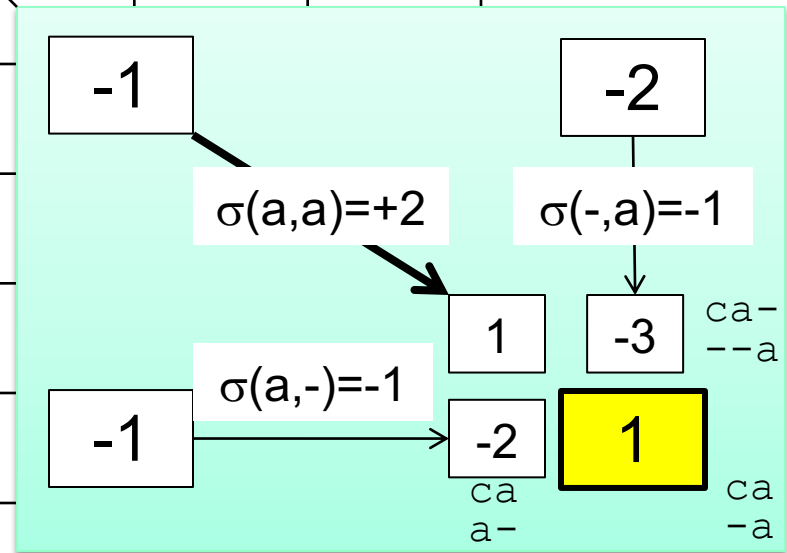 -1
-2
σ(a,a)=+2
σ(-,a)=-1
1
-3
ca-
--a
σ(a,-)=-1
-1
-2
1
ca
a-
ca
-a